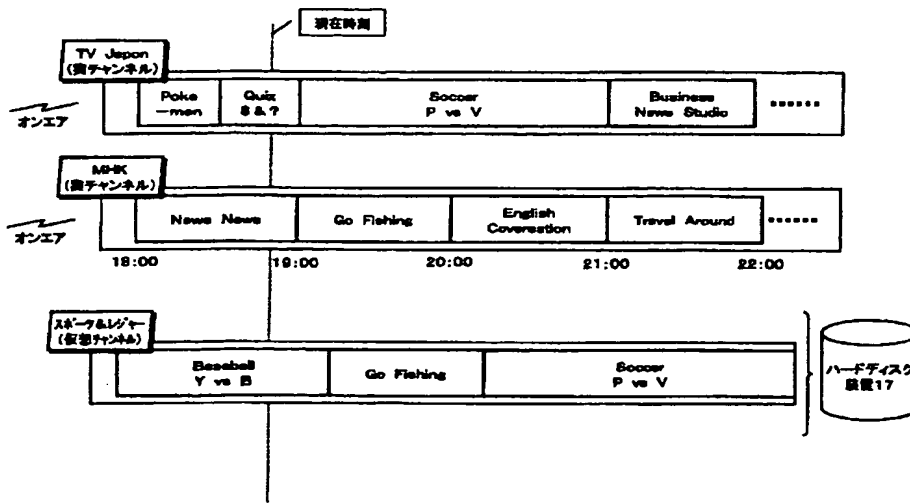 現在時刻
TV Japon
(実チャンネル)
オンエア
Poke
-mon
Quiz
$&?
Soccer
P vs V
Business
News Studio
......
MHK
(実チャンネル)
オンエア
News News
Go Fishing
English
Coversation
Travel Around
......
18:00
19:00
20:00
21:00
22:00
スポーツ&レジャー
(仮想チャンネル)
Baseball
Y vs B
Go Fishing
Soccer
P vs V
ハードディスク
装置17